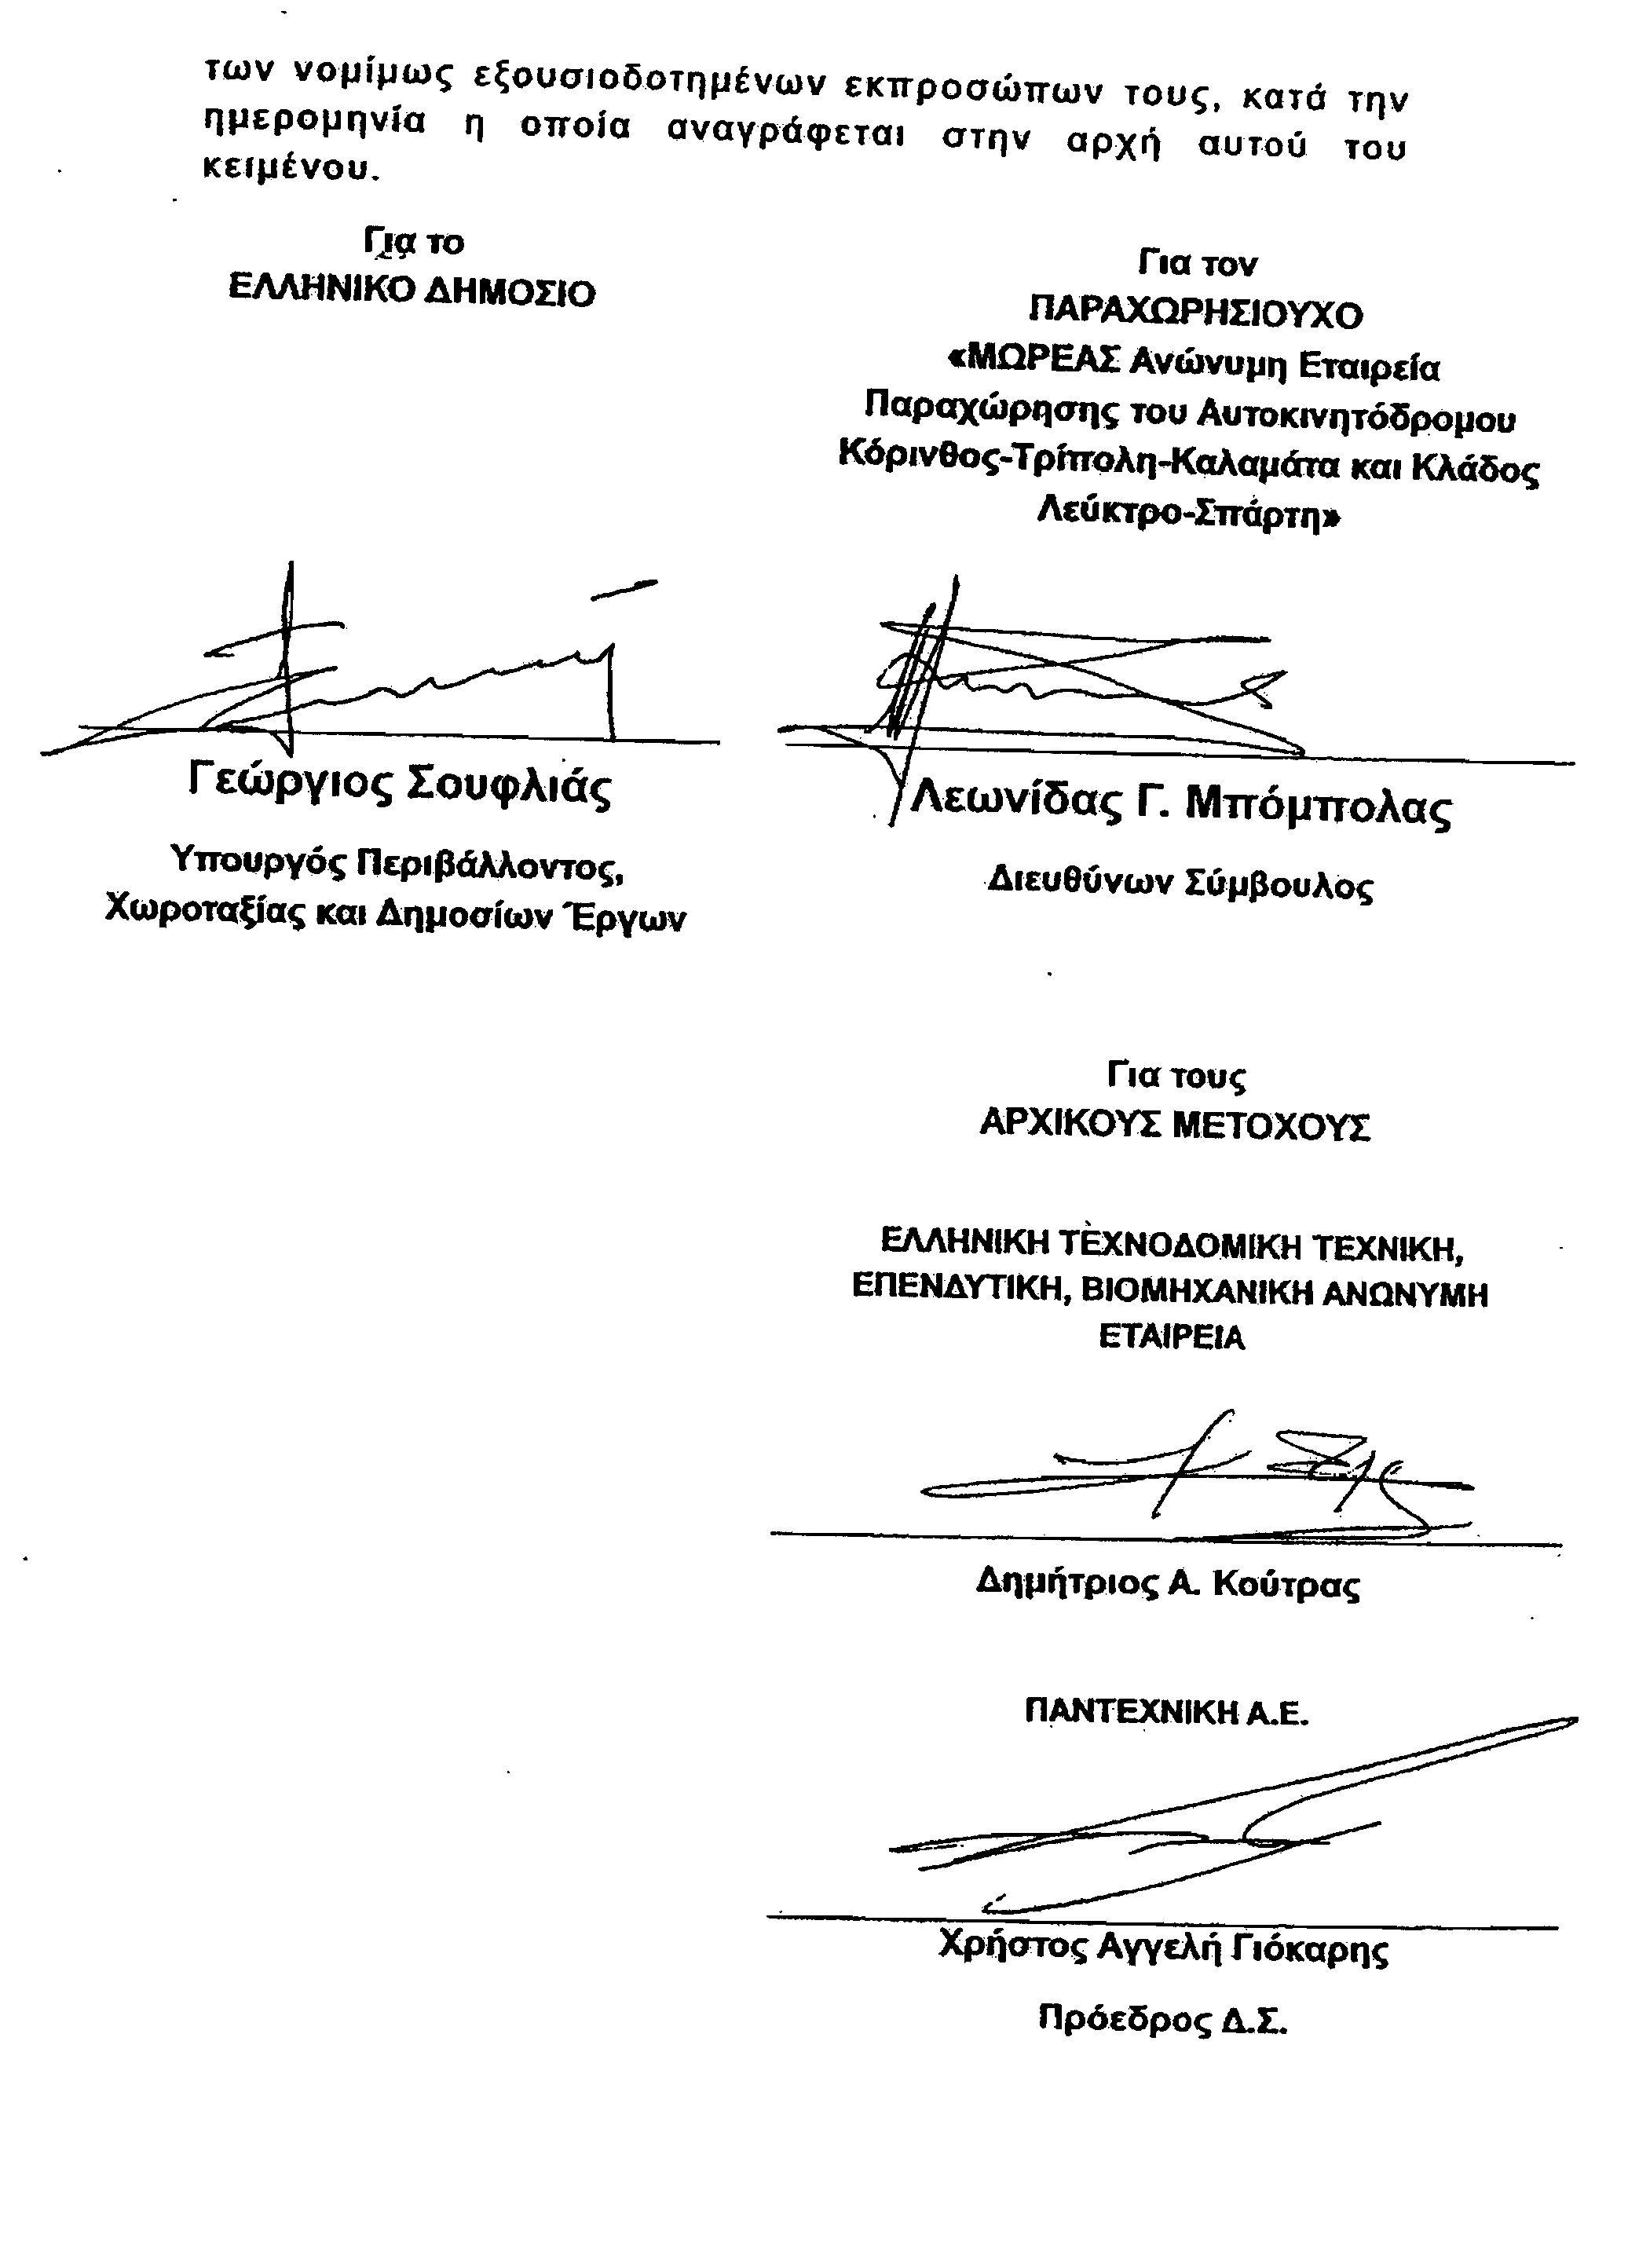 των νομίμως εξουσιοδοτημένων εκπροσώπων τους, κατά την
ημερομηνία η οποία αναγράφεται στην αρχή αυτού του
κειμένου.
Για το
ΕΛΛΗΝΙΚΟ ΔΗΜΟΣΙΟ
Για τον
ΠΑΡΑΧΩΡΗΣΙΟΥΧΟ
«ΜΩΡΕΑΣ Ανώνυμη Εταιρεία
Παραχώρησης του Αυτοκινητόδρομου
Κόρινθος-Τρίπολη-Καλαμάτα και Κλάδος
Λεύκτρο-Σπάρτη»
Γεώργιος Σουφλιάς
Υπουργός Περιβάλλοντος,
Χωροταξίας και Δημοσίων Έργων
Λεωνίδας Γ. Μπόμπολας
Διευθύνων Σύμβουλος
Για τους
ΑΡΧΙΚΟΥΣ ΜΕΤΟΧΟΥΣ
ΕΛΛΗΝΙΚΗ ΤΕΧΝΟΔΟΜΙΚΗ ΤΕΧΝΙΚΗ,
ΕΠΕΝΔΥΤΙΚΗ, ΒΙΟΜΗΧΑΝΙΚΗ ΑΝΩΝΥΜΗ
ΕΤΑΙΡΕΙΑ
Δημήτριος Α. Κούτρας
ΠΑΝΤΕΧΝΙΚΗ Α.Ε.
Χρήστος Αγγελή Γιόκαρης
Πρόεδρος Δ.Σ.